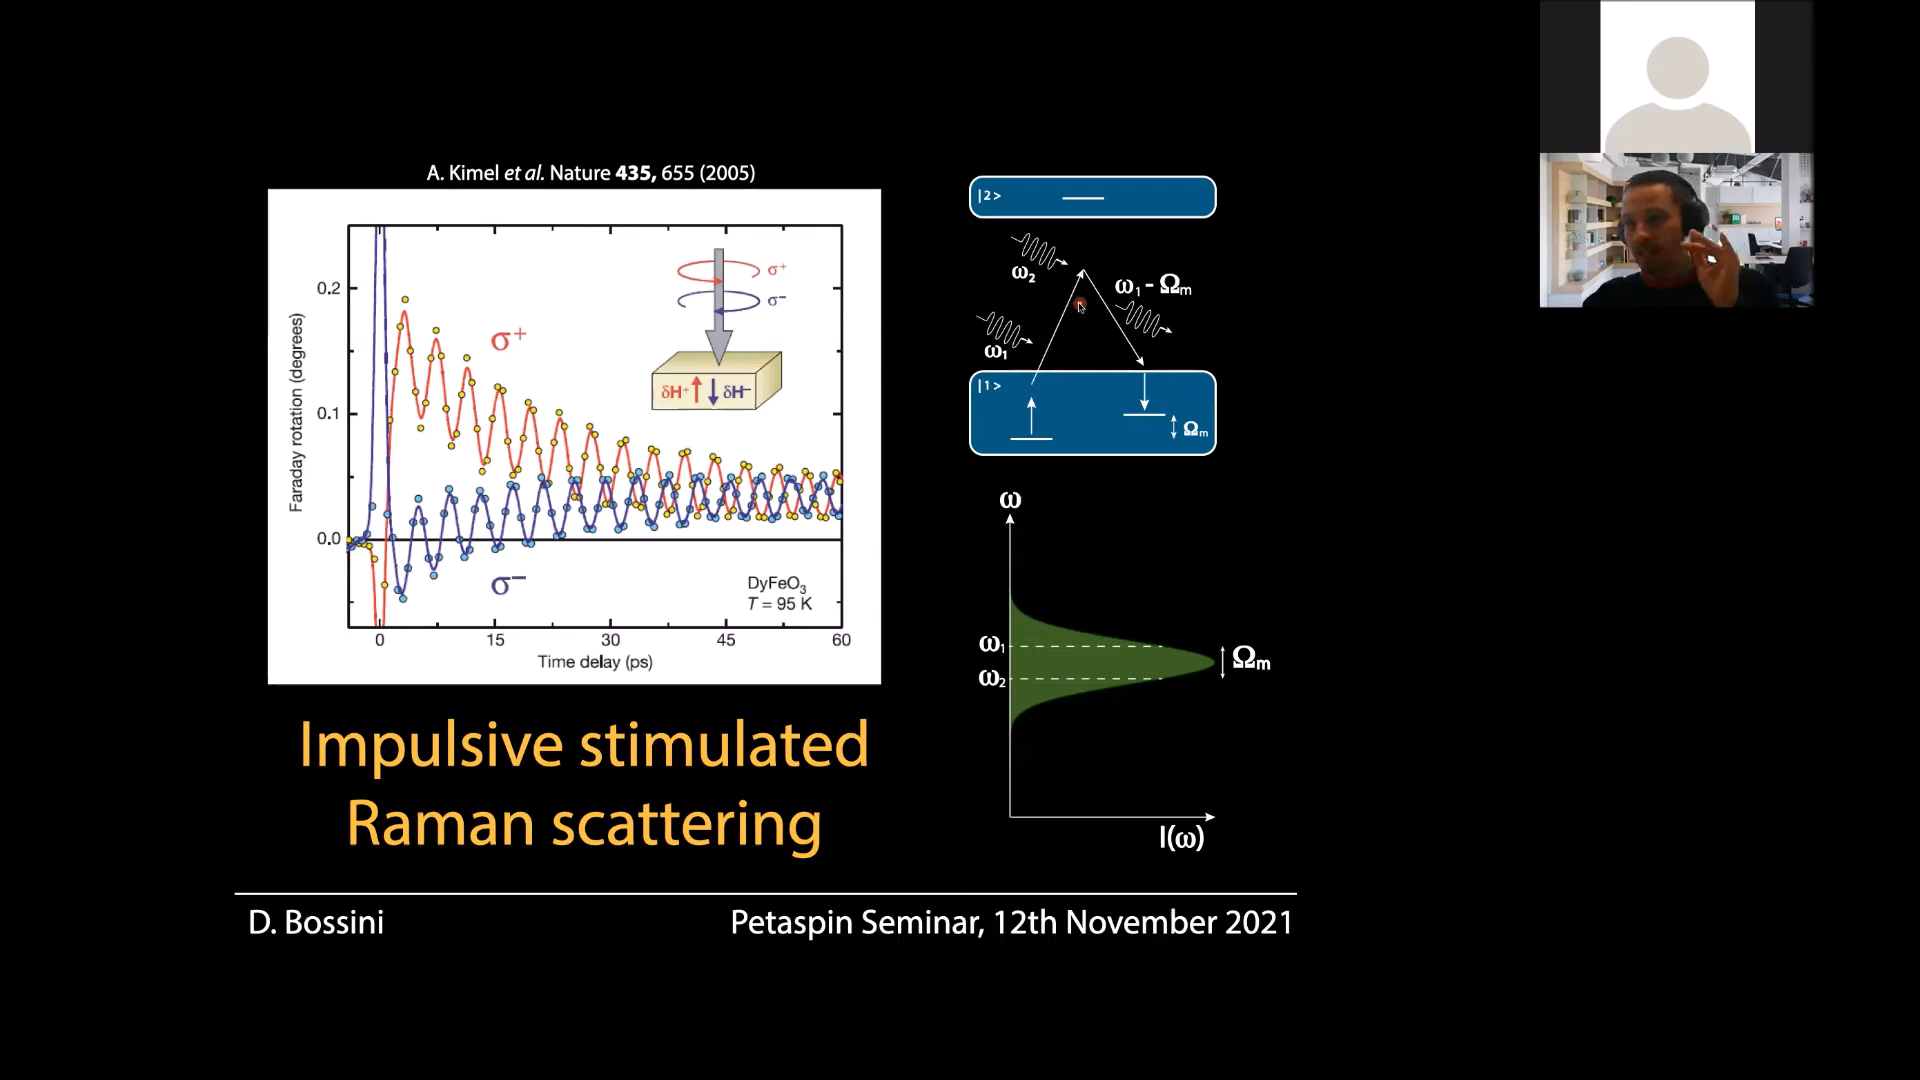 A. Kimel et al. Nature 435, 655 (2005)
Faraday rotation (degrees)
0.2
0.1
0.0
σ+
σ−
σ+
σ−
δH+
δH−
DyFeO3
T = 95 K
0
15
30
45
60
Time delay (ps)
|2>
ω2
ω1 - Ωm
ω1
|1>
Ωm
ω
ω1
ω2
Ωm
I(ω)
Impulsive stimulated
Raman scattering
D. Bossini
Petaspin Seminar, 12th November 2021